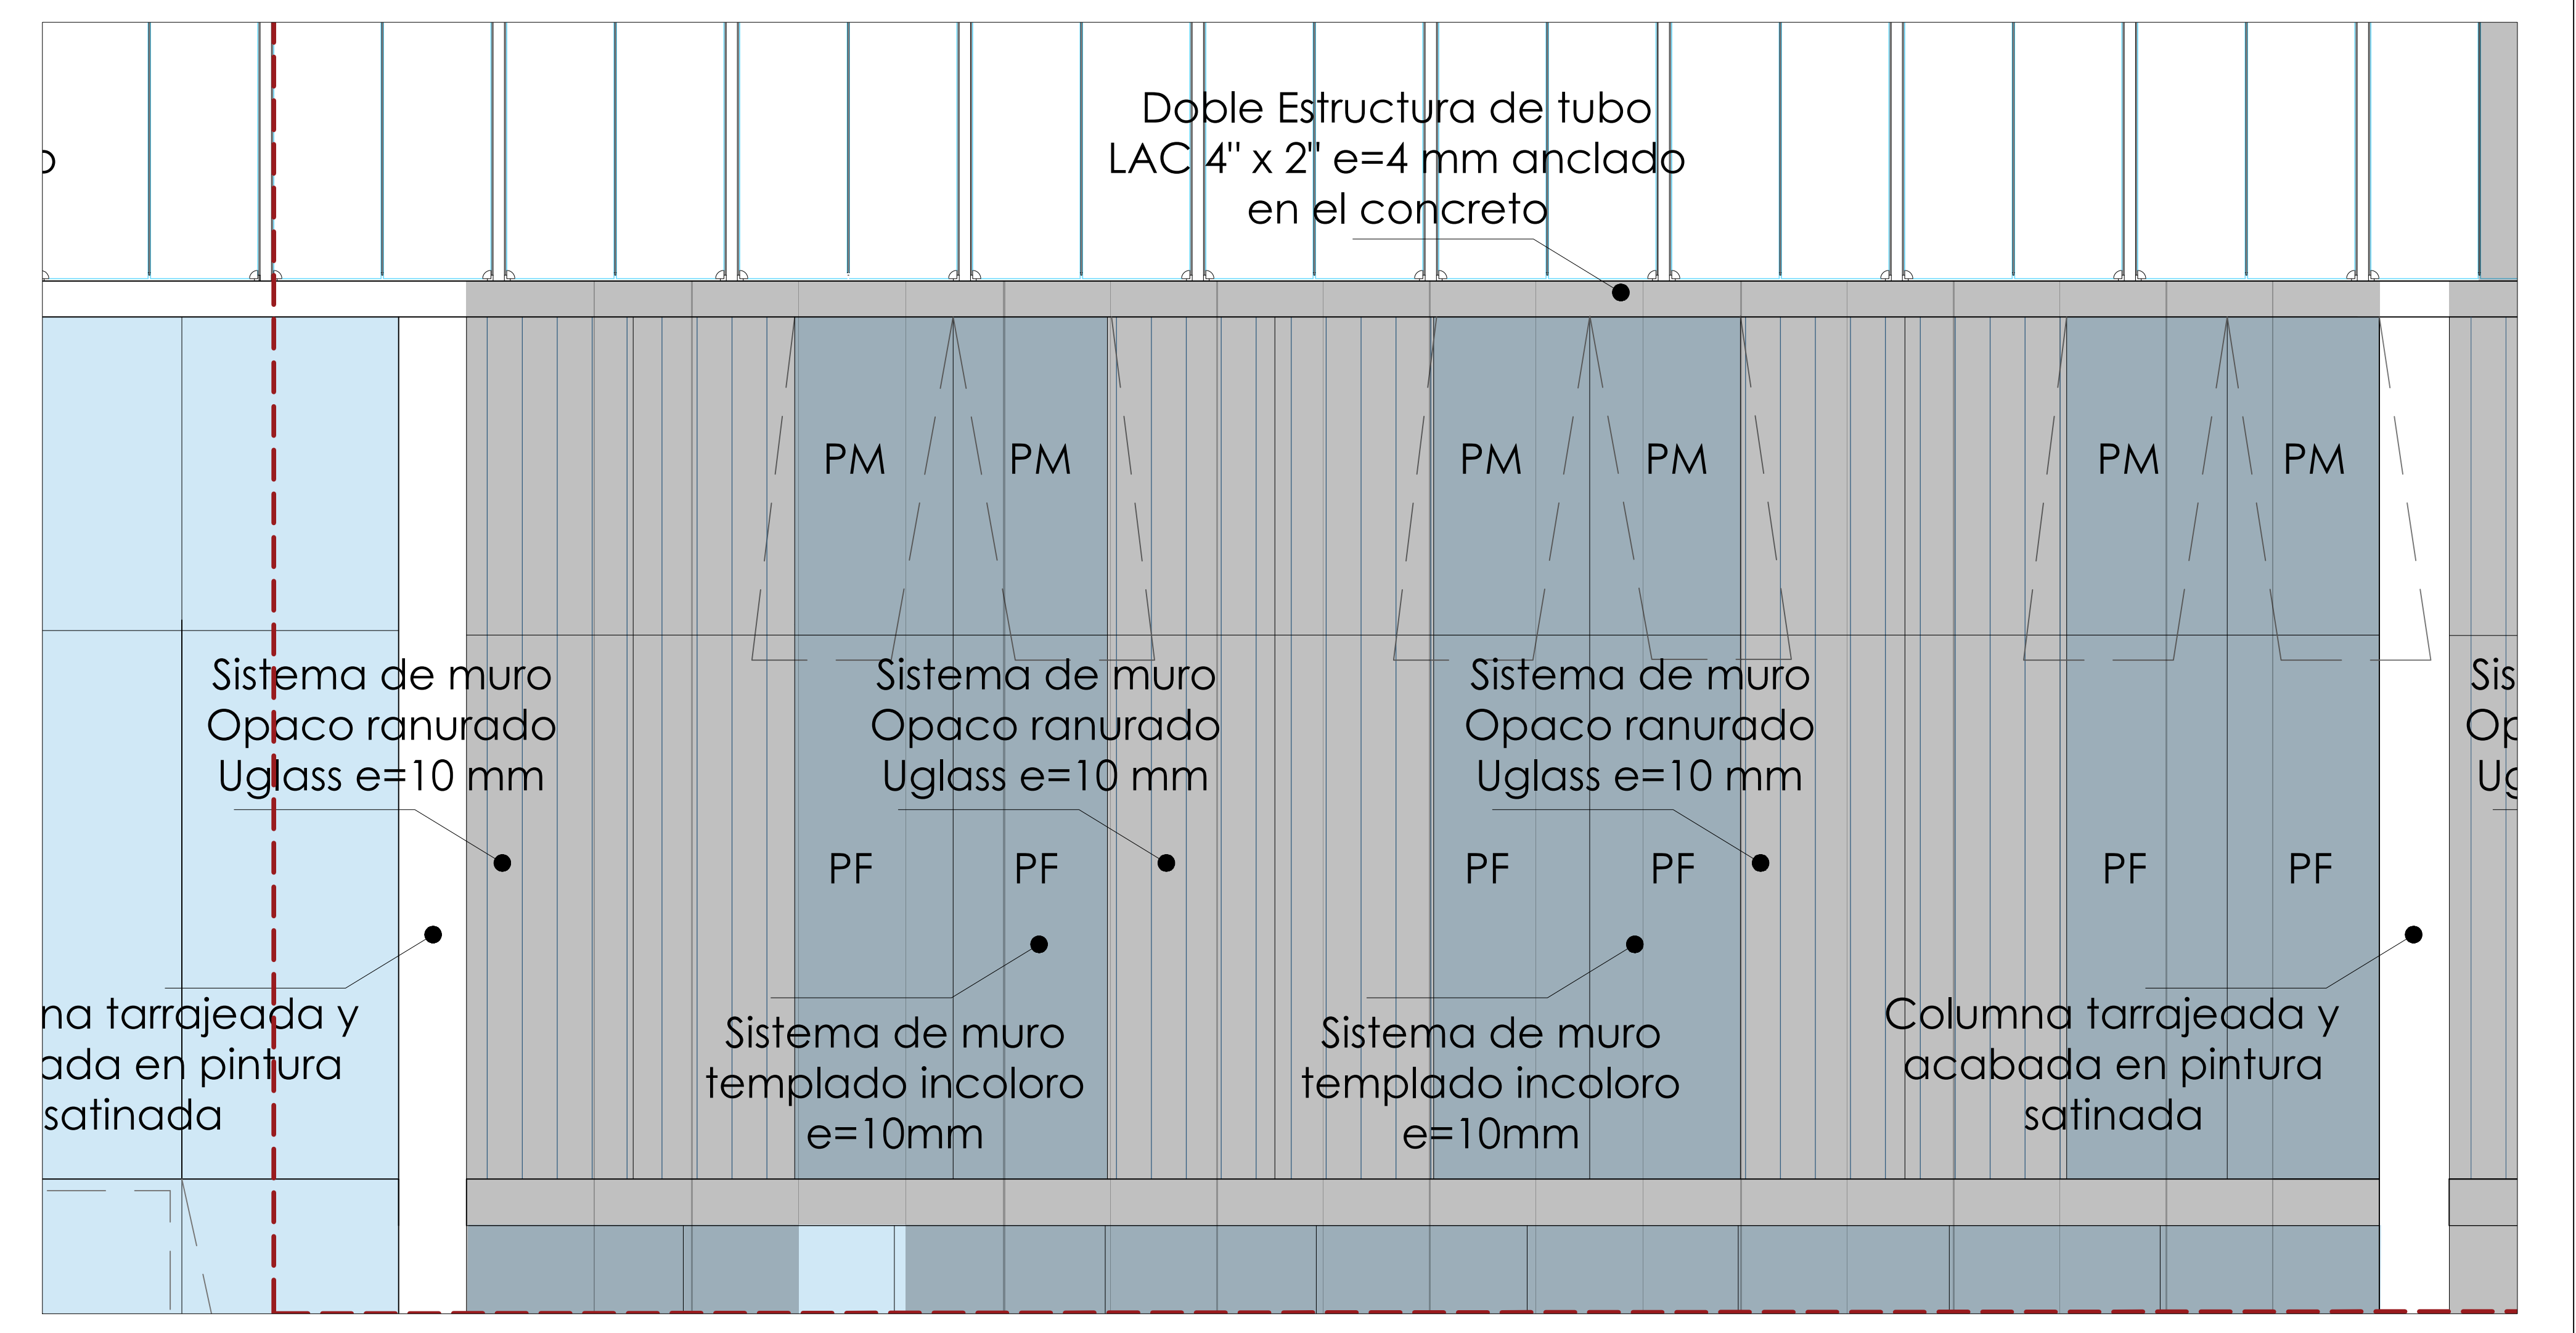 Doble Estructura de tubo
LAC 4" x 2" e=4 mm anclado
en el concreto
PM PM PM PM PM PM
Sistema de muro
Opaco ranurado
Uglass e=10 mm
Sistema de muro
Opaco ranurado
Uglass e=10 mm
Sistema de muro
Opaco ranurado
Uglass e=10 mm
PF PF PF PF PF PF
tarrajeada y
en pintura
satinada
Sistema de muro
templado incoloro
e=10mm
Sistema de muro
templado incoloro
e=10mm
Columna tarrajeada y
acabada en pintura
satinada